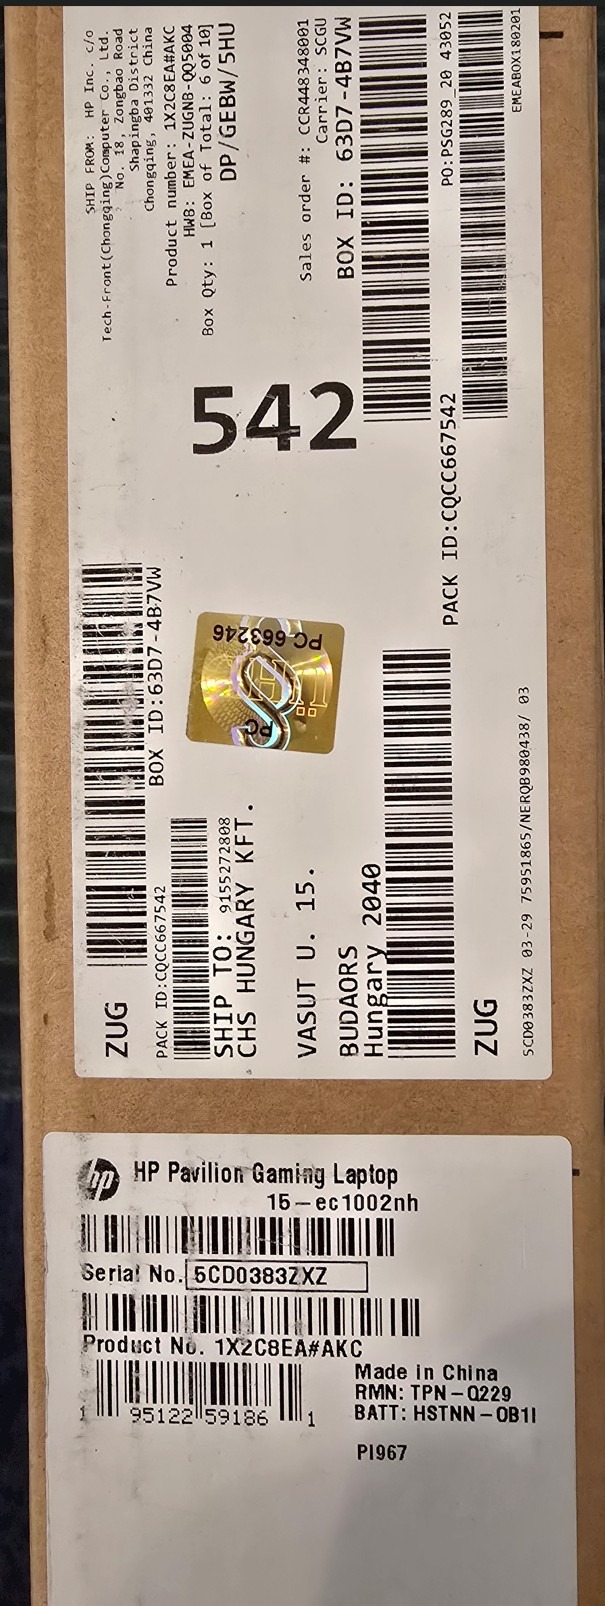 SHIP FROM: HP Inc. c/o
Tech-Front(Chongqing)Computer Co., Ltd.
No. 18, Zongbao Road
Shapingba District
Chongqing, 401332 China
Product number: 1X2C8EA#AKC
HWB: EMEA-ZUGNB-QQ5004
Box Qty: 1 [Box of Total: 6 of 10]
DP/GEBW/5HU
Sales order #: CCR448348001
Carrier: SCGU
BOX ID: 63D7-4B7VW
PO:PSG289 20 43052
EMEABOX180201
542
PACK ID:CQCC667542
BOX ID:63D7-4B7VW
ZUG
PACK ID:CQCC667542
PC 663246
PC
SHIP TO: 9155272808
CHS HUNGARY KFT.
VASUT U. 15.
BUDAORS
Hungary 2040
ZUG
5CD0383ZXZ 03-29 75951865/NERQB980438/ 03
hp HP Pavilion Gaming Laptop
15-ec1002nh
Serial No. 5CD0383ZXZ
Product No. 1X2C8EA#AKC
1 95122 59186 1
Made in China
RMN: TPN-Q229
BATT: HSTNN-OB1I
PI967